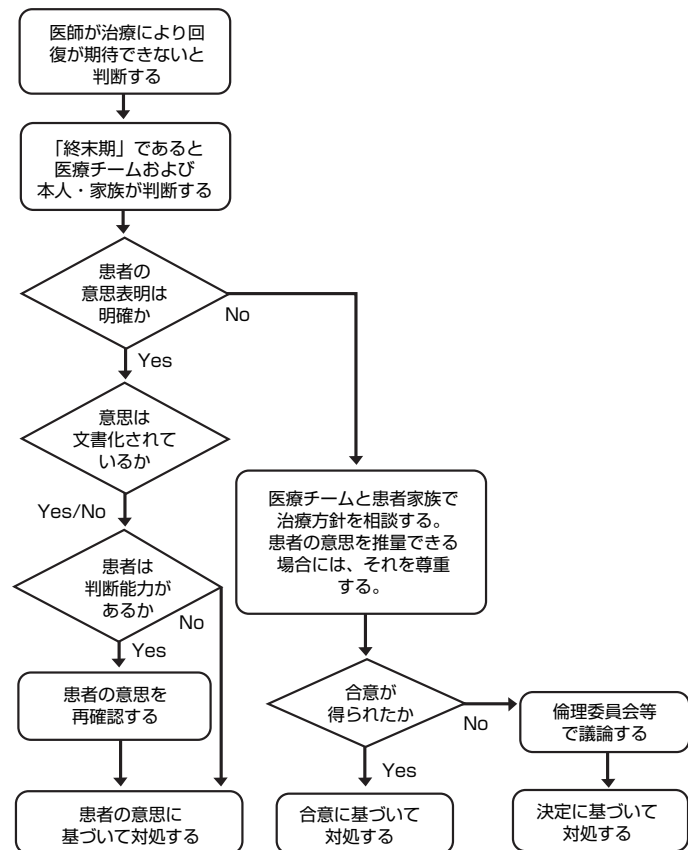 医師が治療により回
復が期待できないと
判断する
「終末期」であると
医療チームおよび
本人・家族が判断する
患者の
意思表明は
明確か
No
Yes
意思は
文書化されて
いるか
Yes/No
医療チームと患者家族で
治療方針を相談する。
患者の意思を推量できる
場合には、それを尊重
する。
患者は
判断能力が
あるか
No
Yes
患者の意思を
再確認する
合意が
得られたか
No
Yes
倫理委員会等
で議論する
患者の意思に
基づいて対処する
合意に基づいて
対処する
決定に基づいて
対処する